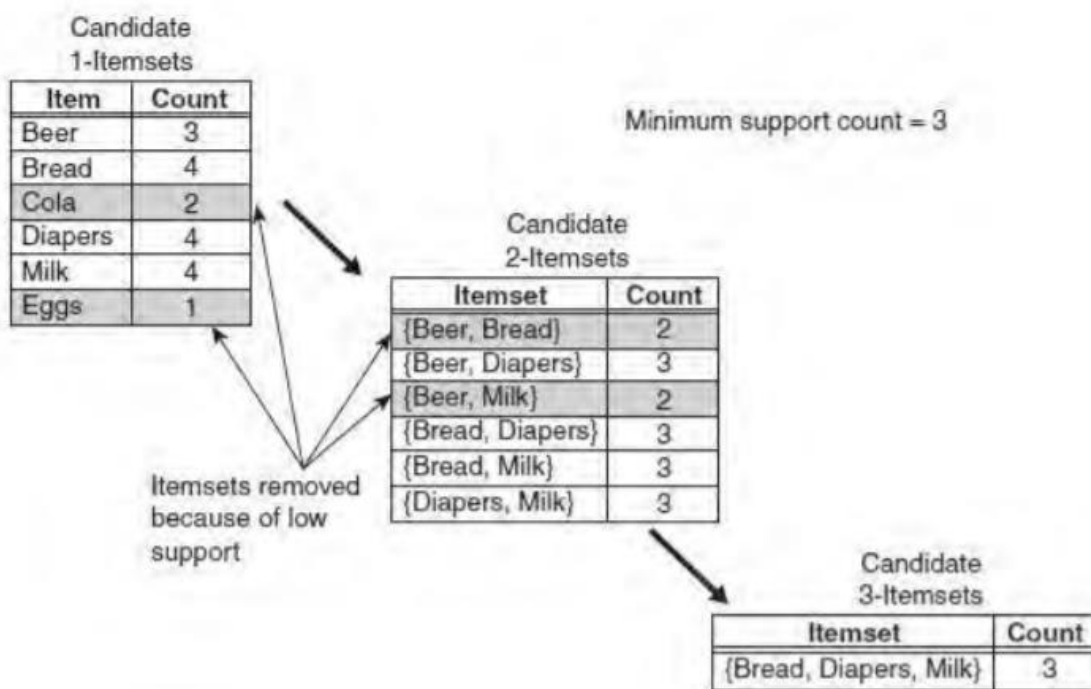 Candidate
1-Itemsets
Item Count
Beer 3
Bread 4
Cola 2
Diapers 4
Milk 4
Eggs 1
Minimum support count = 3
Candidate
2-Itemsets
Itemset Count
{Beer, Bread} 2
{Beer, Diapers} 3
{Beer, Milk} 2
{Bread, Diapers} 3
{Bread, Milk} 3
{Diapers, Milk} 3
Itemsets removed
because of low
support
Candidate
3-Itemsets
Itemset Count
{Bread, Diapers, Milk} 3